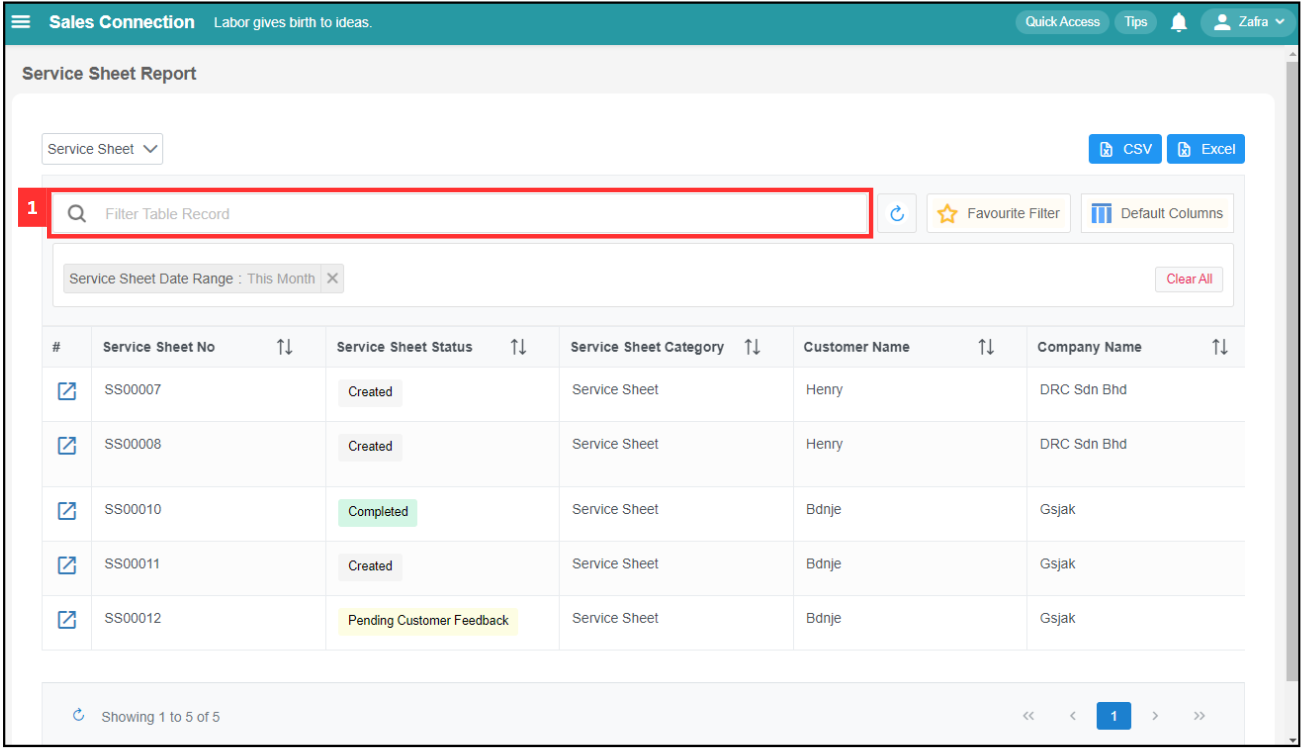 Sales Connection Labor gives birth to ideas. Quick Access Tips Zafra
Service Sheet Report
Service Sheet CSV Excel
1 Filter Table Record Favourite Filter Default Columns
Service Sheet Date Range : This Month Clear All
# Service Sheet No Service Sheet Status Service Sheet Category Customer Name Company Name
SS00007 Created Service Sheet Henry DRC Sdn Bhd
SS00008 Created Service Sheet Henry DRC Sdn Bhd
SS00010 Completed Service Sheet Bdnje Gsjak
SS00011 Created Service Sheet Bdnje Gsjak
SS00012 Pending Customer Feedback Service Sheet Bdnje Gsjak
Showing 1 to 5 of 5 << < 1 > >>